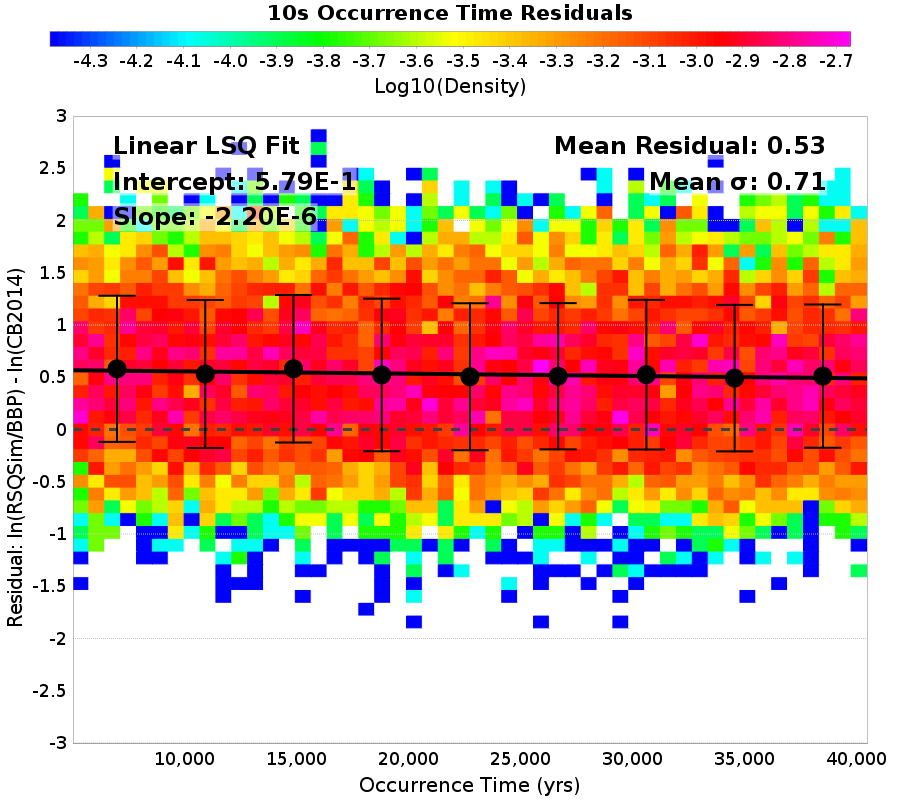 10s Occurrence Time Residuals
-4.3 -4.2 -4.1 -4.0 -3.9 -3.8 -3.7 -3.6 -3.5 -3.4 -3.3 -3.2 -3.1 -3.0 -2.9 -2.8 -2.7
Log10(Density)
Linear LSQ Fit
Intercept: 5.79E-1
Slope: -2.20E-6
Mean Residual: 0.53
Mean σ: 0.71
Residual: ln(RSQSim/BBP) - ln(CB2014)
3
2.5
2
1.5
1
0.5
0
-0.5
-1
-1.5
-2
-2.5
-3
10,000 15,000 20,000 25,000 30,000 35,000 40,000
Occurrence Time (yrs)